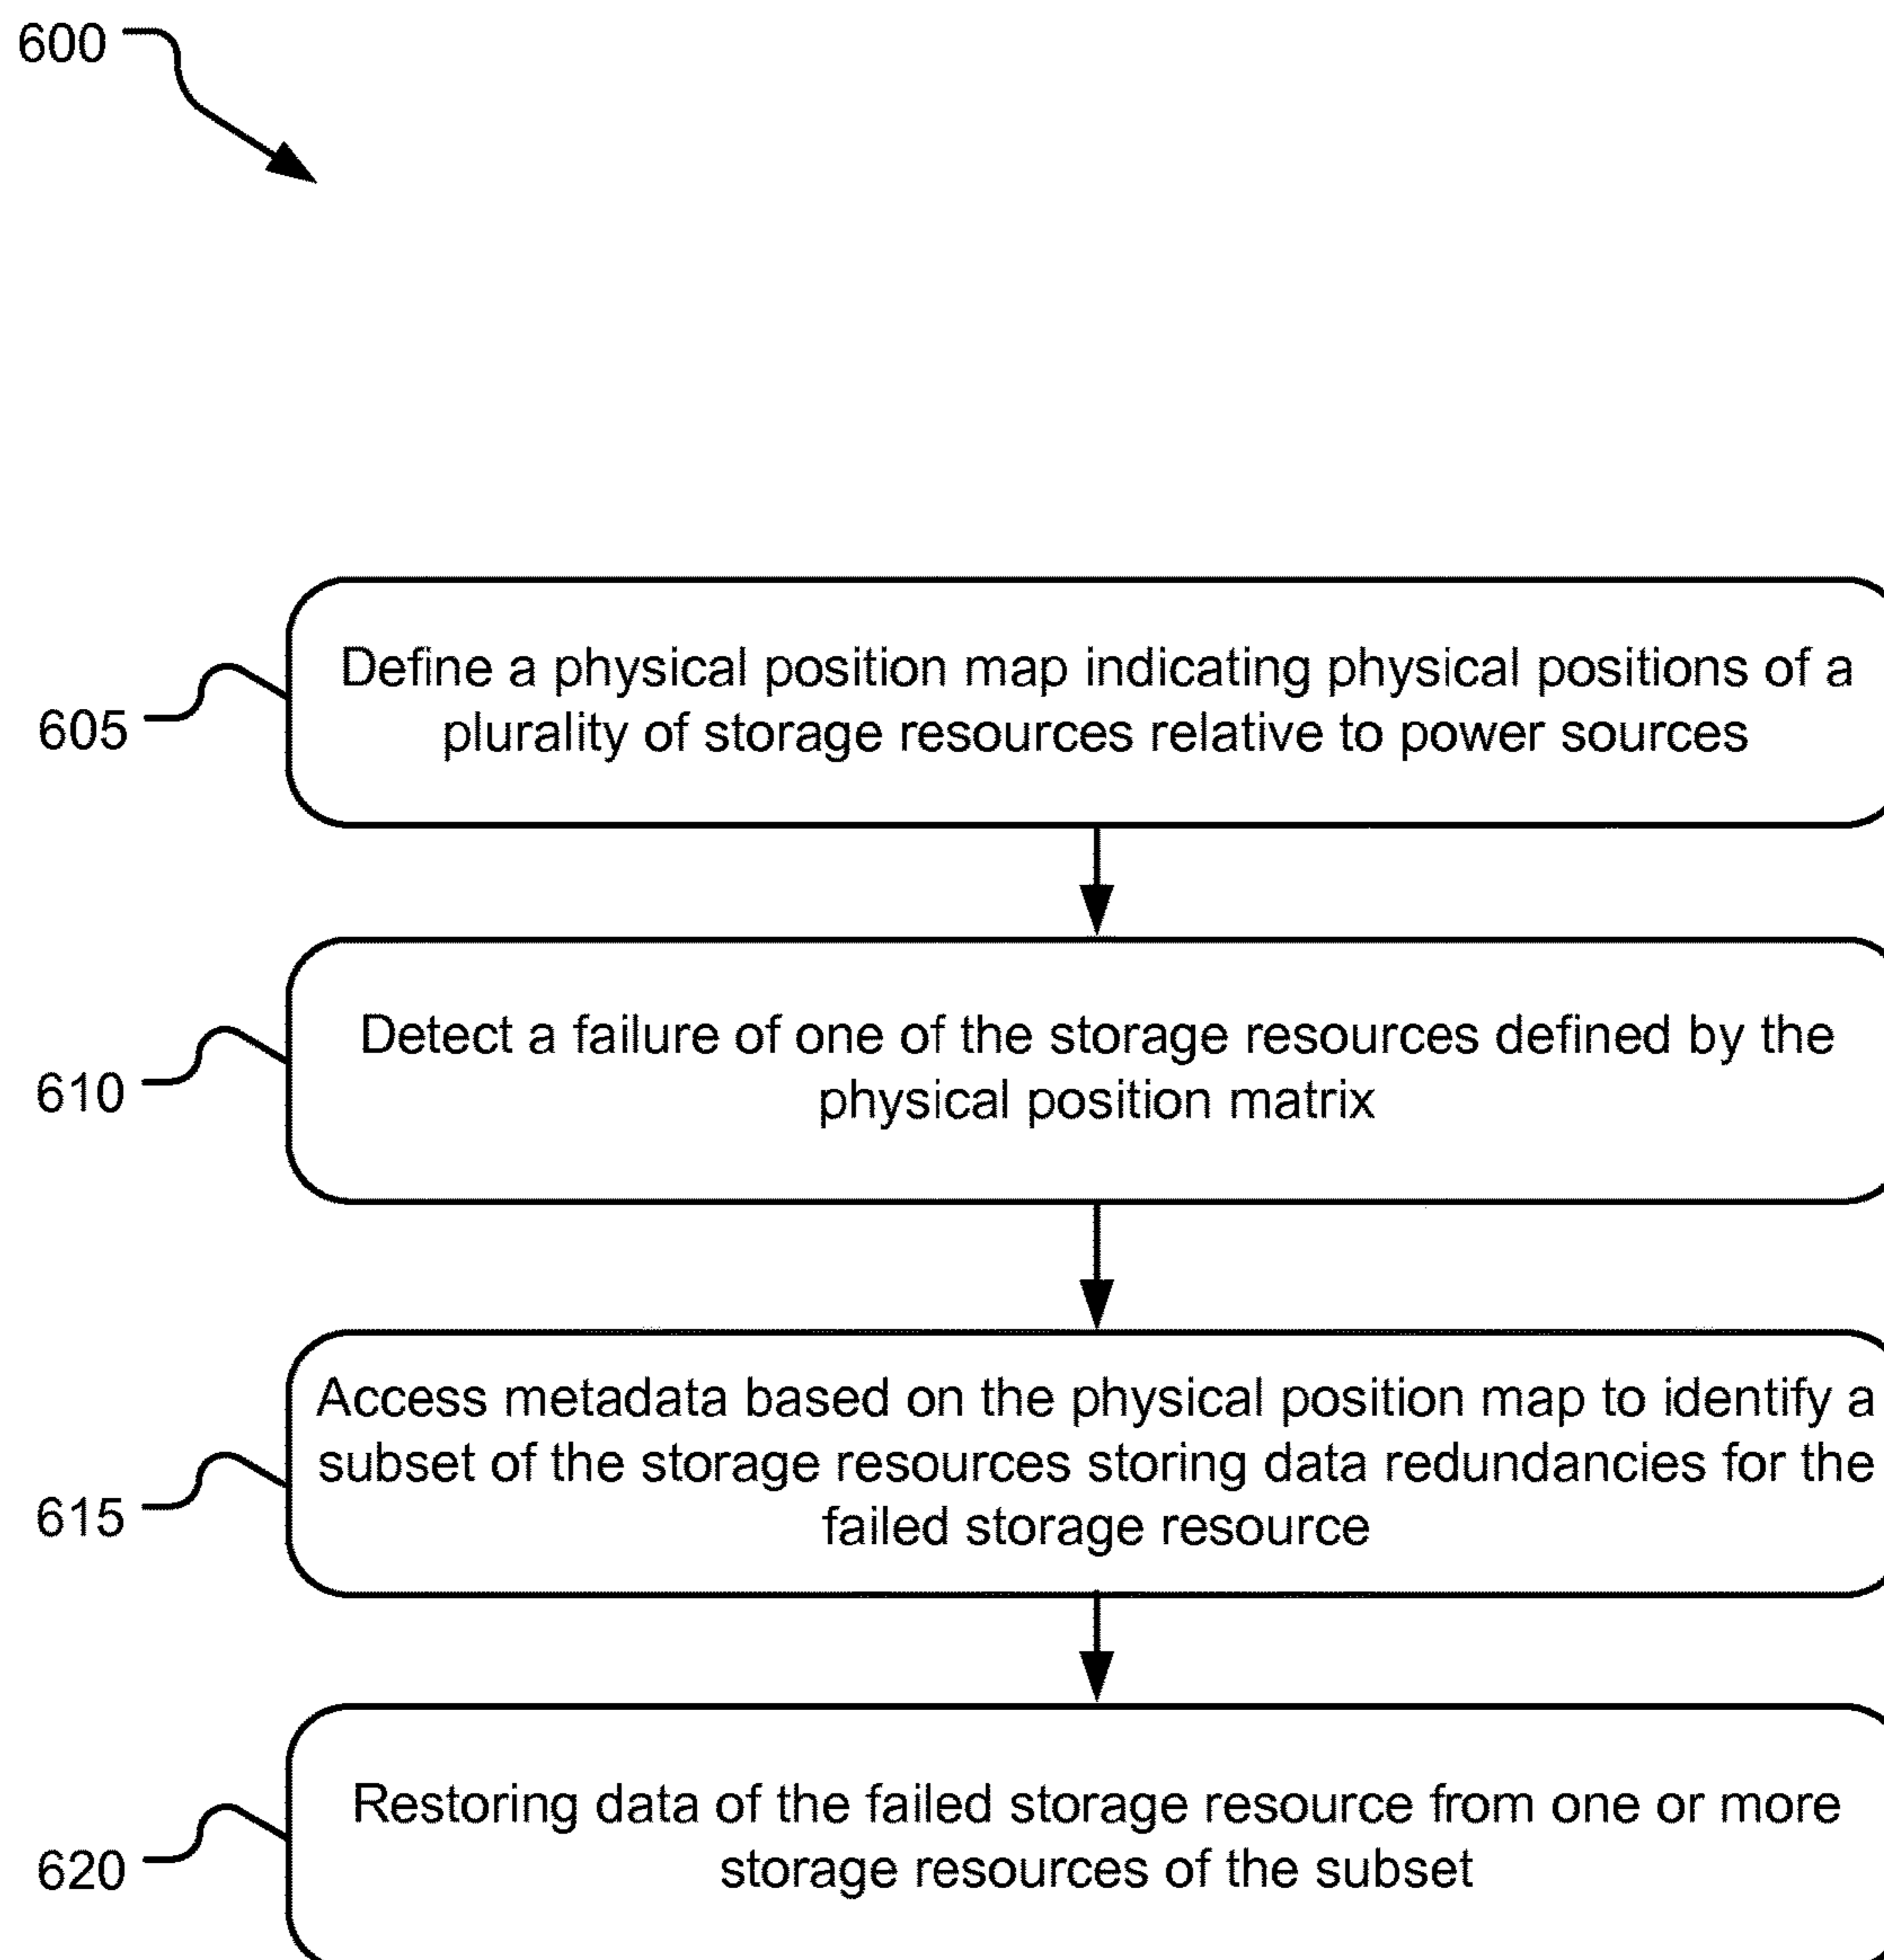 600
Define a physical position map indicating physical positions of a
plurality of storage resources relative to power sources
605
Detect a failure of one of the storage resources defined by the
physical position matrix
610
Access metadata based on the physical position map to identify a
subset of the storage resources storing data redundancies for the
failed storage resource
615
Restoring data of the failed storage resource from one or more
storage resources of the subset
620